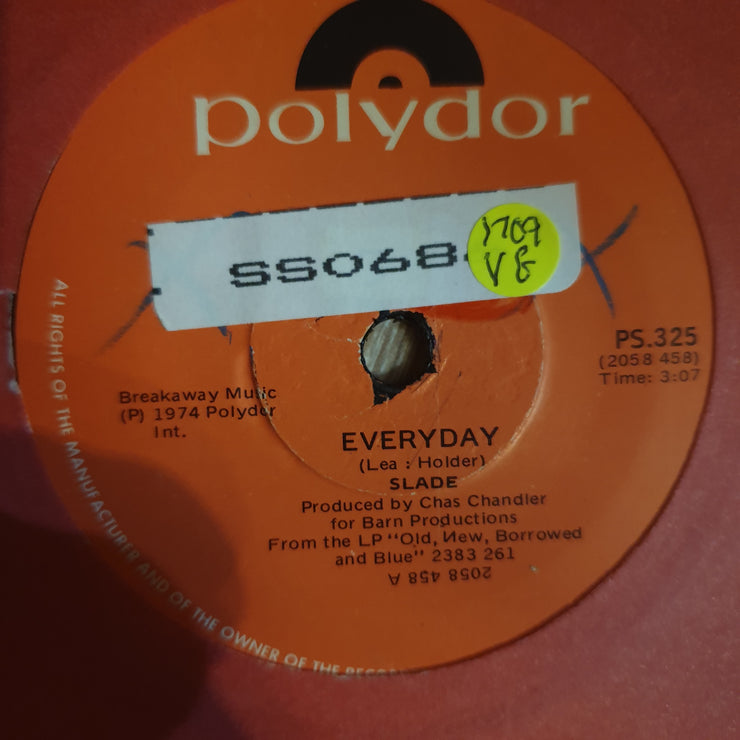 polydor
SS068
1709
VG
PS.325
(2058 458)
Time: 3:07
Breakaway Music
(P) 1974 Polydor
Int.
EVERYDAY
(Lea : Holder)
SLADE
Produced by Chas Chandler
for Barn Productions
From the LP "Old, New, Borrowed
and Blue" 2383 261
2058 458 A
ALL RIGHTS OF THE MANUFACTURER AND OF THE OWNER OF THE